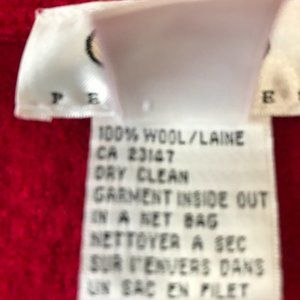 P E E
100% WOOL/LAINE
CA 23147
DRY CLEAN
GARMENT INSIDE OUT
IN A NET BAG
NETTOYER A SEC
SUR L'ENVERS DANS
UN SAC EN FILET